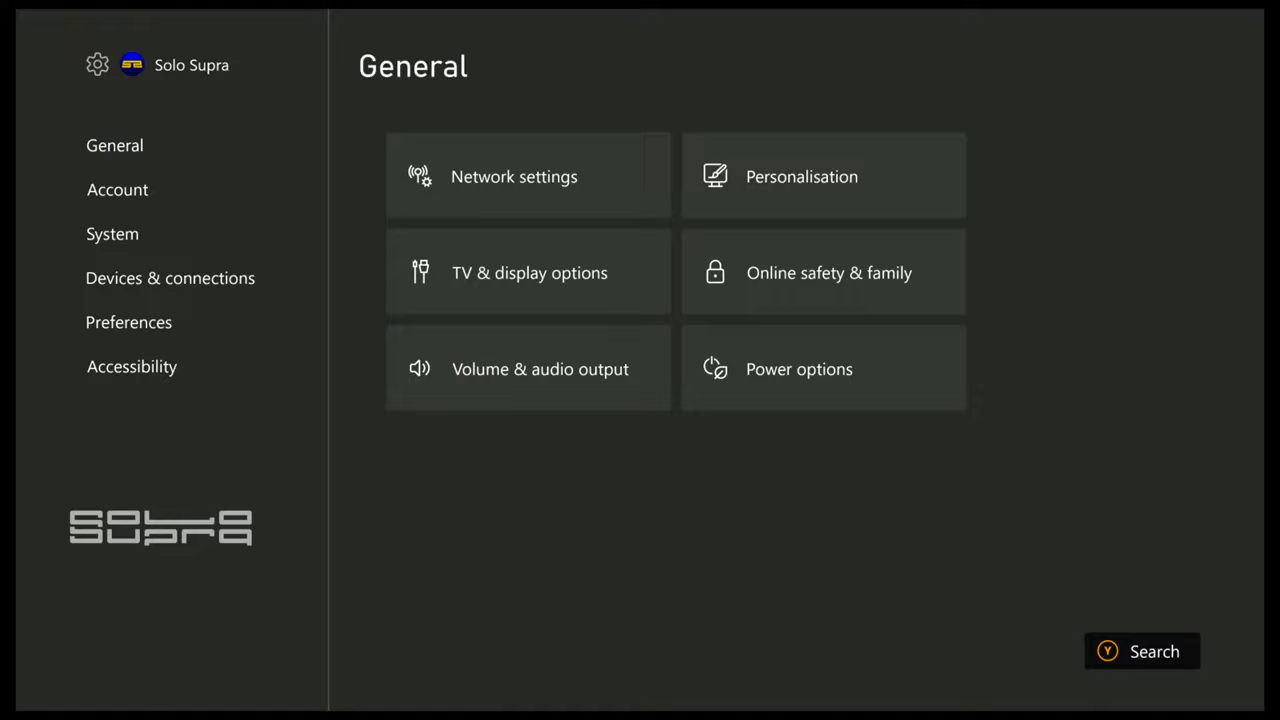 Solo Supra
General
Account
System
Devices & connections
Preferences
Accessibility
SOLO
SUPRA
General
Network settings
Personalisation
TV & display options
Online safety & family
Volume & audio output
Power options
Y Search